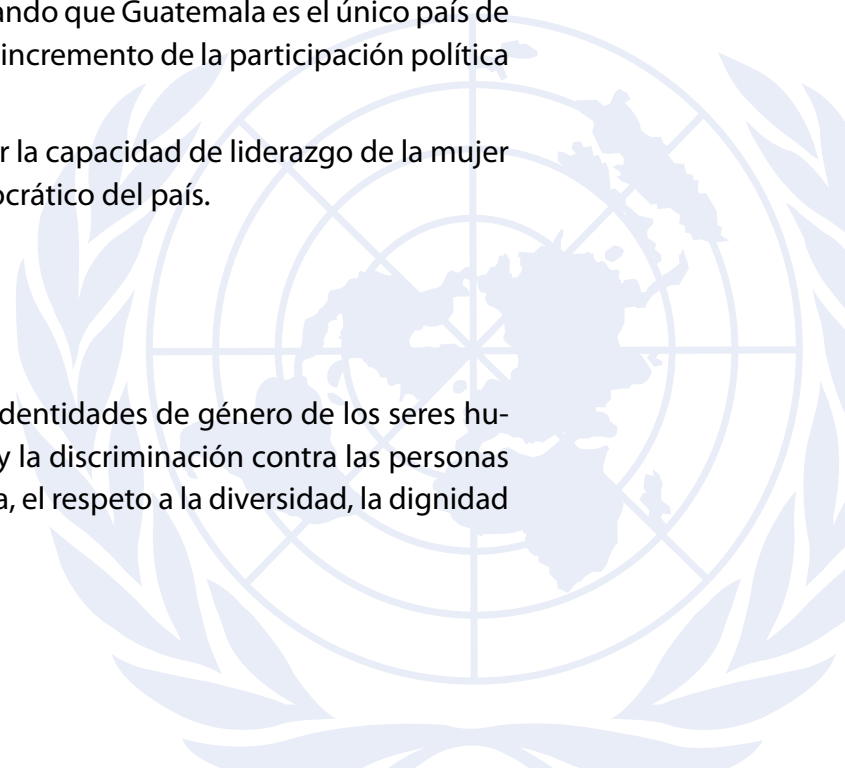 ando que Guatemala es el único país de
incremento de la participación política
r la capacidad de liderazgo de la mujer
ocrático del país.
dentidades de género de los seres hu-
y la discriminación contra las personas
a, el respeto a la diversidad, la dignidad